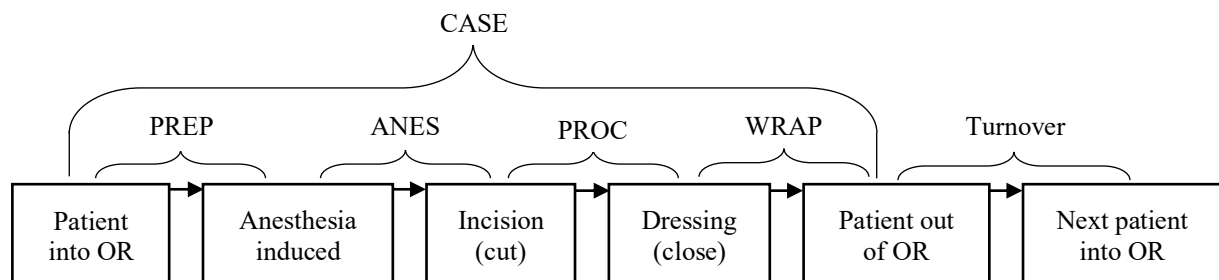 CASE
PREP ANES PROC WRAP Turnover
Patient
into OR
Anesthesia
induced
Incision
(cut)
Dressing
(close)
Patient out
of OR
Next patient
into OR